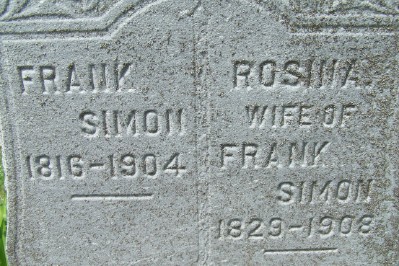 FRANK
SIMON
1816-1904
ROSINA.
WIFE OF
FRANK
SIMON
1829-1908